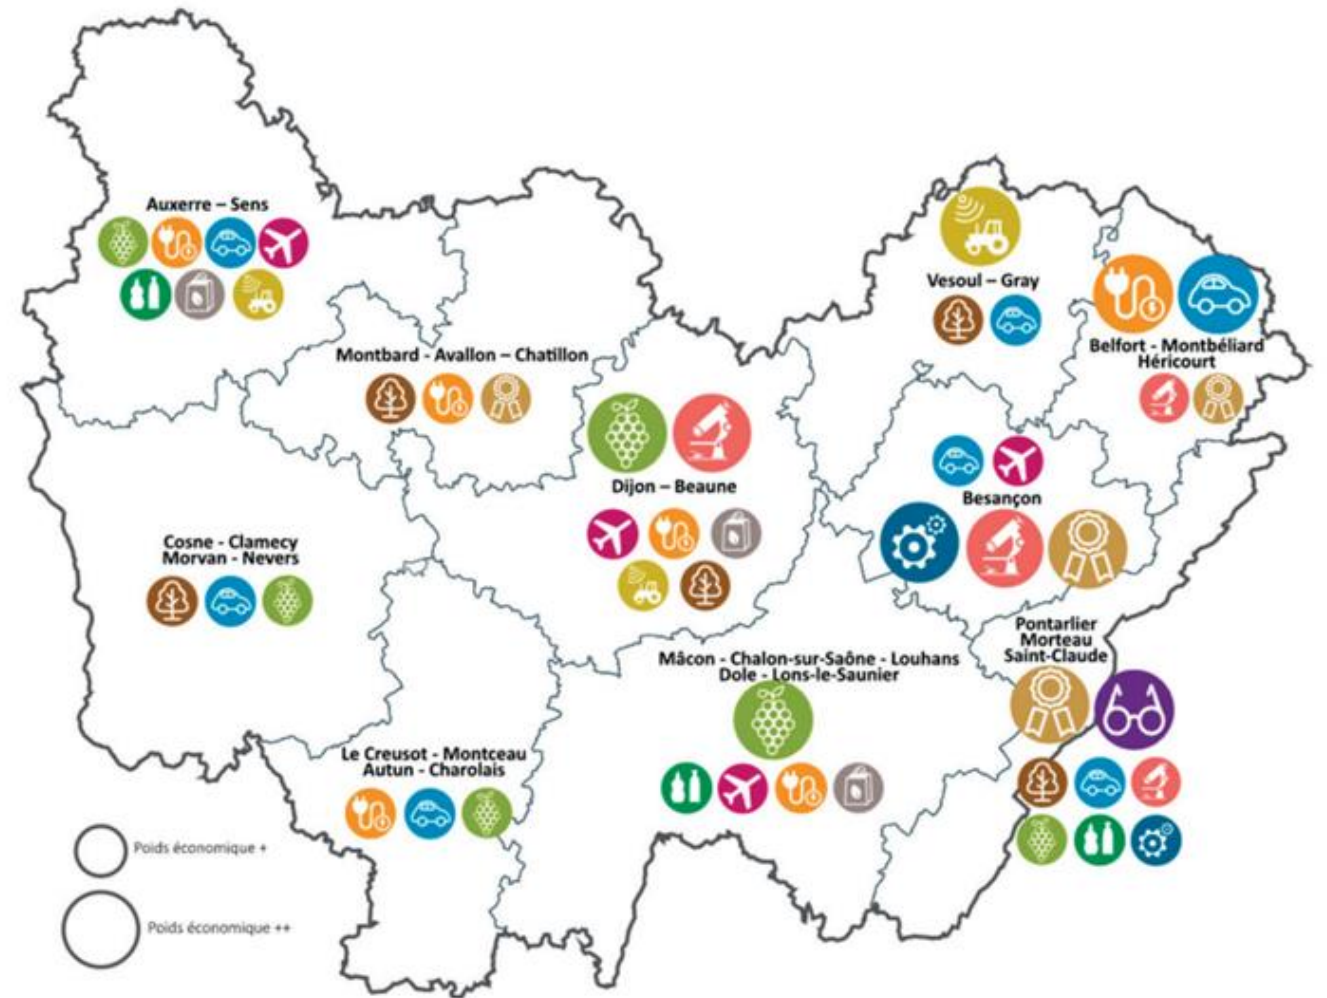 Auxerre – Sens
Vesoul – Gray
Belfort - Montbéliard
Héricourt
Montbard - Avallon – Chatillon
Dijon – Beaune
Besançon
Cosne - Clamecy
Morvan - Nevers
Pontarlier
Morteau
Saint-Claude
Mâcon - Chalon-sur-Saône - Louhans
Dole - Lons-le-Saunier
Le Creusot - Montceau
Autun - Charolais
Poids économique +
Poids économique ++